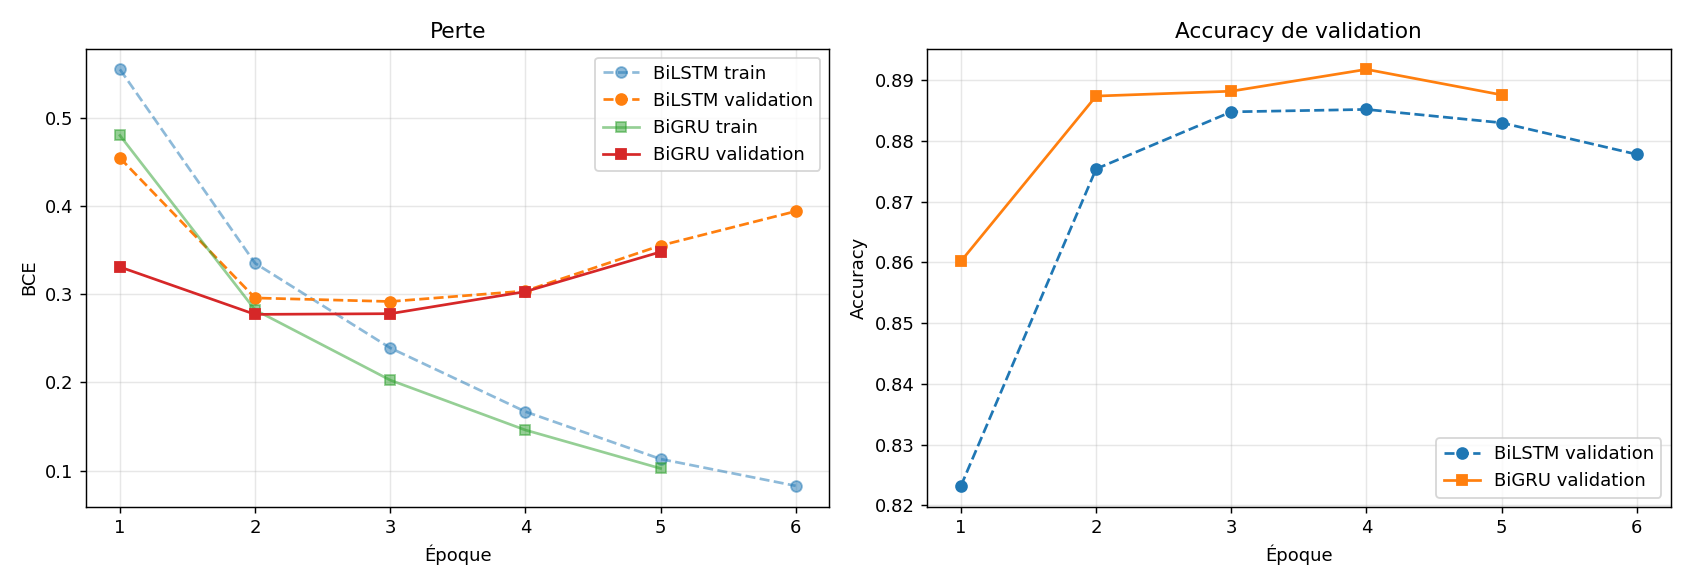 Perte
BCE
0.5
0.4
0.3
0.2
0.1
1 2 3 4 5 6
Époque
BiLSTM train
BiLSTM validation
BiGRU train
BiGRU validation
Accuracy de validation
Accuracy
0.89
0.88
0.87
0.86
0.85
0.84
0.83
0.82
1 2 3 4 5 6
Époque
BiLSTM validation
BiGRU validation